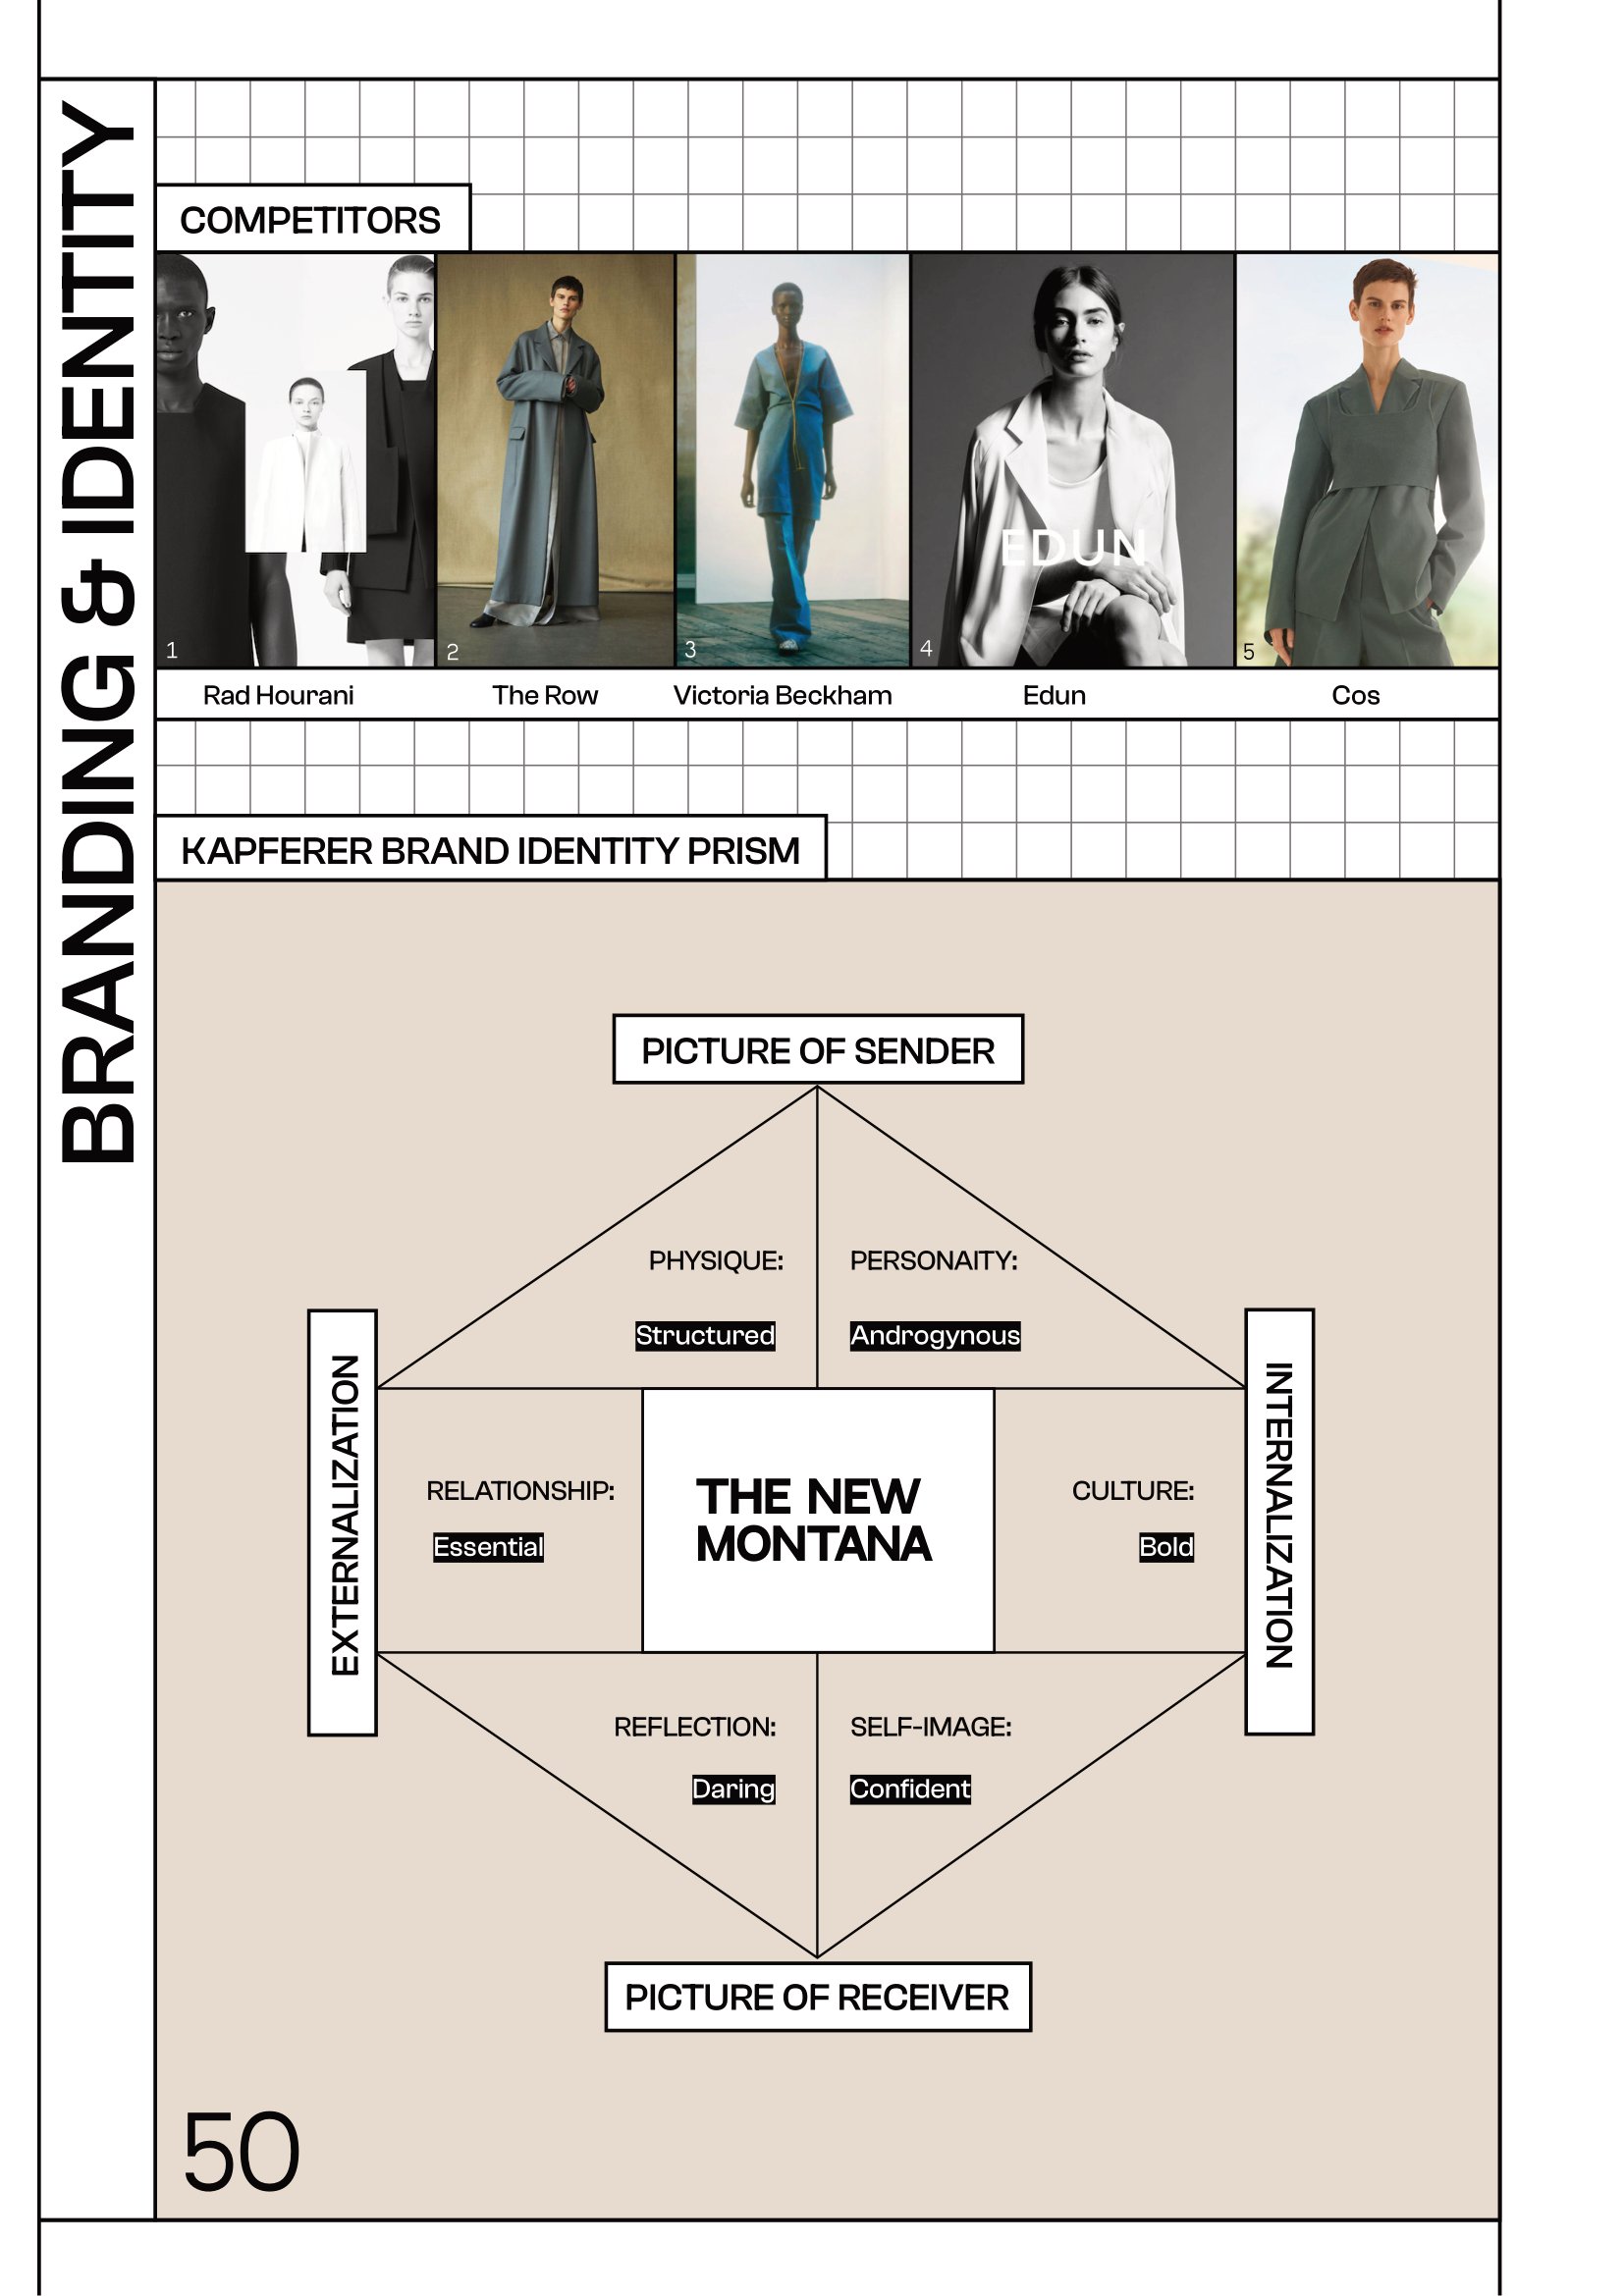 BRANDING & IDENTITY
COMPETITORS
1
2
3
EDUN
4
5
Rad Hourani
The Row
Victoria Beckham
Edun
Cos
KAPFERER BRAND IDENTITY PRISM
PICTURE OF SENDER
PHYSIQUE:
Structured
PERSONAITY:
Androgynous
EXTERNALIZATION
RELATIONSHIP:
Essential
THE NEW
MONTANA
CULTURE:
Bold
INTERNALIZATION
REFLECTION:
Daring
SELF-IMAGE:
Confident
PICTURE OF RECEIVER
50